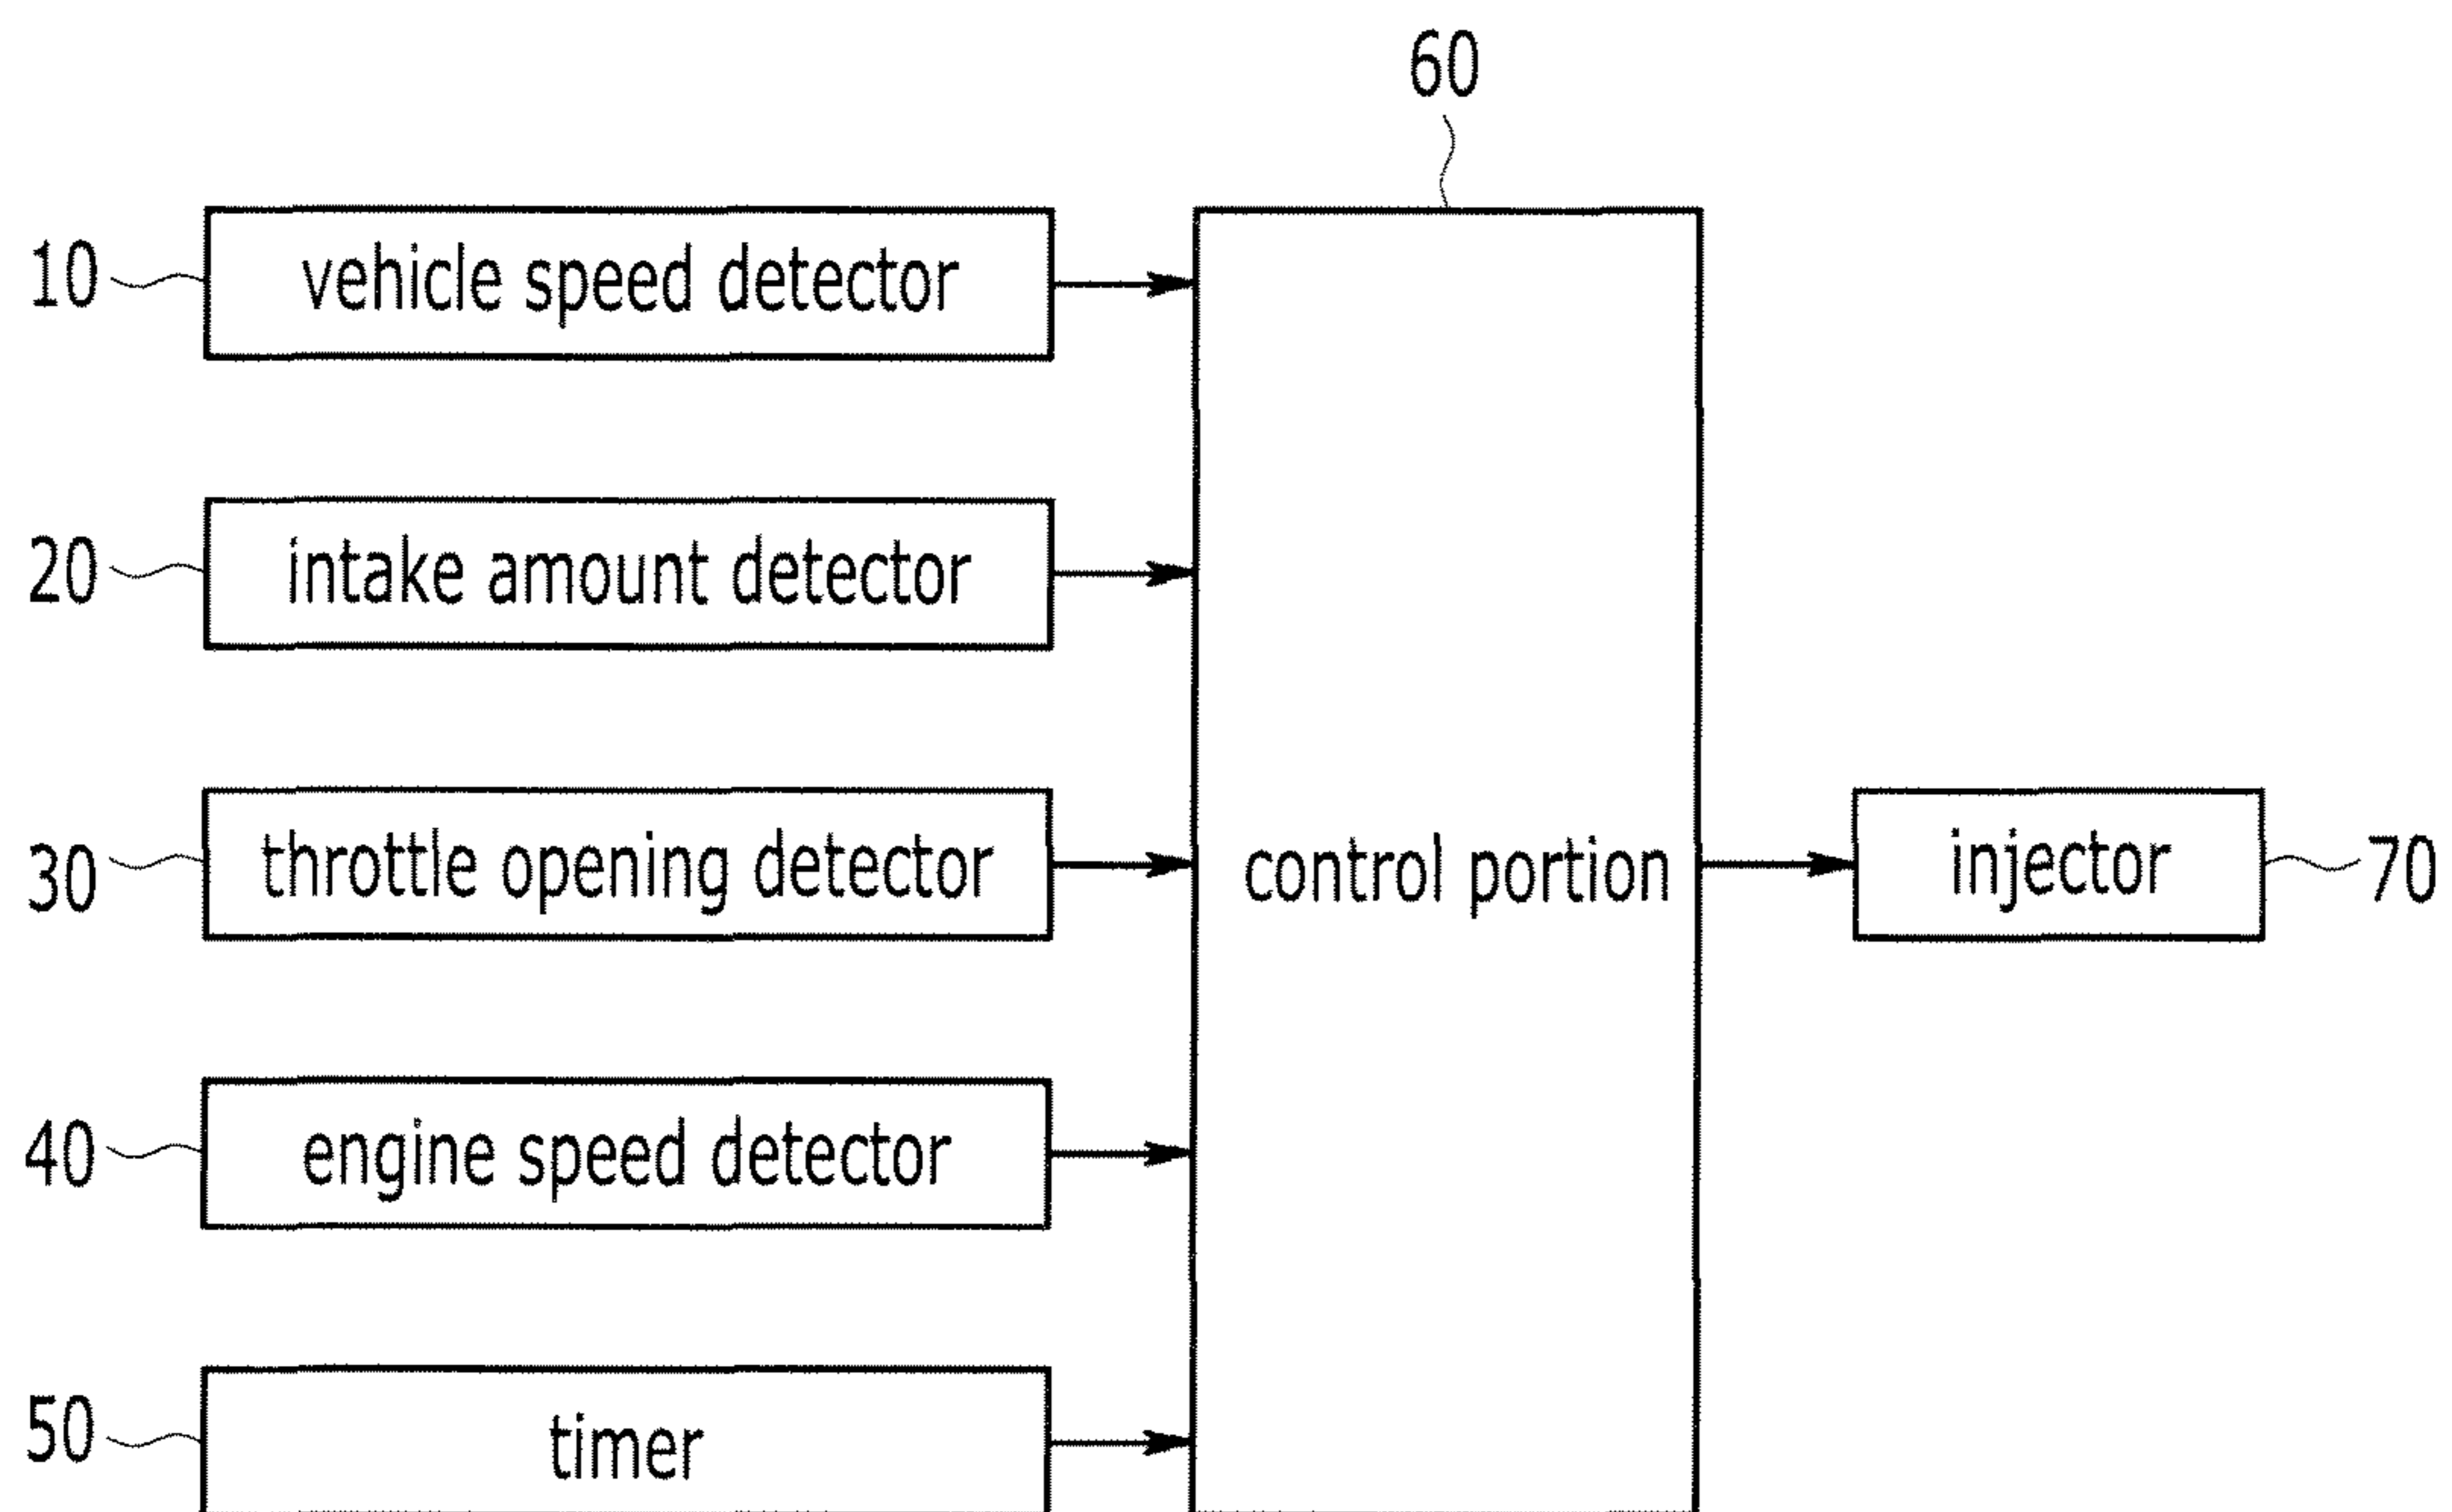 60
10 vehicle speed detector
20 intake amount detector
30 throttle opening detector control portion injector 70
40 engine speed detector
50 timer